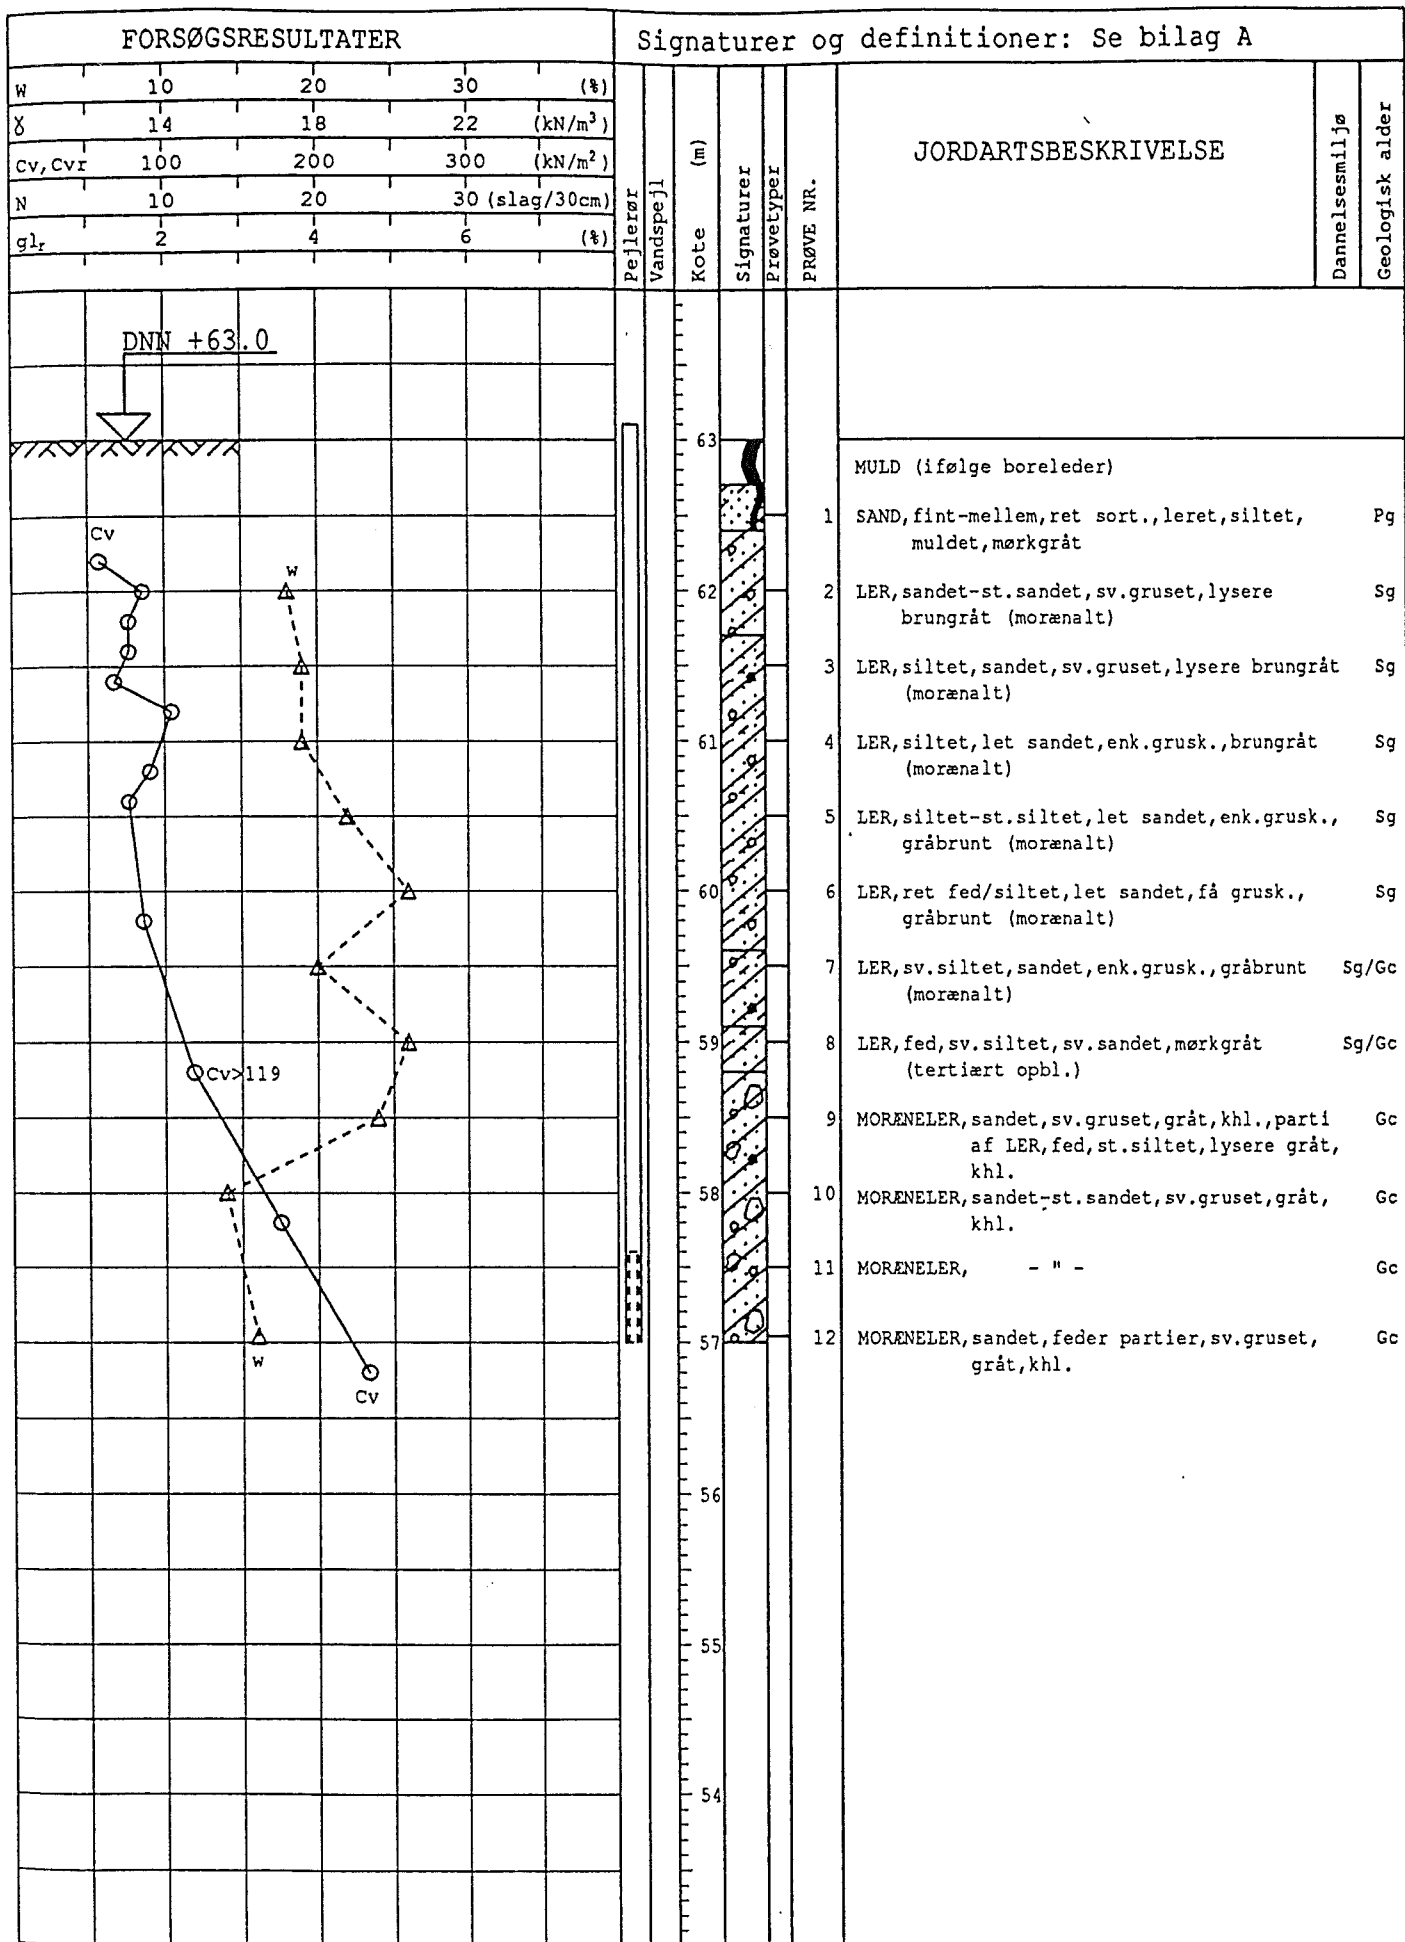 FORSØGSRESULTATER
Signaturer og definitioner: Se bilag A
W 10 20 30 (%)
γ 14 18 22 (kN/m³)
Cv,Cvr 100 200 300 (kN/m²)
N 10 20 30 (slag/30cm)
glᵣ 2 4 6 (%)
Pejlerør
Vandspejl
Kote (m)
Signaturer
Prøvetyper
PRØVE NR.
JORDARTSBESKRIVELSE
Dannelsesmiljø
Geologisk alder
DNN +63.0
63
MULD (ifølge boreleder)
1 SAND,fint-mellem,ret sort.,leret,siltet, Pg
muldet,mørkgråt
Cv
w
62
2 LER,sandet-st.sandet,sv.gruset,lysere Sg
brungråt (morænalt)
3 LER,siltet,sandet,sv.gruset,lysere brungråt Sg
(morænalt)
61
4 LER,siltet,let sandet,enk.grusk.,brungråt Sg
(morænalt)
5 LER,siltet-st.siltet,let sandet,enk.grusk., Sg
gråbrunt (morænalt)
60
6 LER,ret fed/siltet,let sandet,få grusk., Sg
gråbrunt (morænalt)
7 LER,sv.siltet,sandet,enk.grusk.,gråbrunt Sg/Gc
(morænalt)
59
8 LER,fed,sv.siltet,sv.sandet,mørkgråt Sg/Gc
(tertiært opbl.)
Cv>119
9 MORÆNELER,sandet,sv.gruset,gråt,khl.,parti Gc
af LER,fed,st.siltet,lysere gråt,
khl.
58
10 MORÆNELER,sandet-st.sandet,sv.gruset,gråt, Gc
khl.
11 MORÆNELER, - " - Gc
57
12 MORÆNELER,sandet,feder partier,sv.gruset, Gc
gråt,khl.
w
Cv
56
55
54